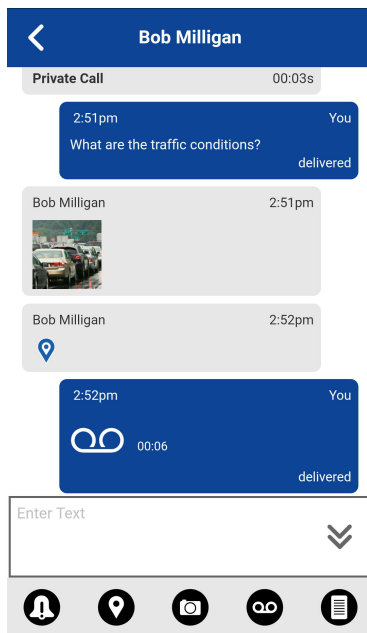 Bob Milligan
Private Call 00:03s
2:51pm You
What are the traffic conditions?
delivered
Bob Milligan 2:51pm
Bob Milligan 2:52pm
2:52pm You
00:06
delivered
Enter Text